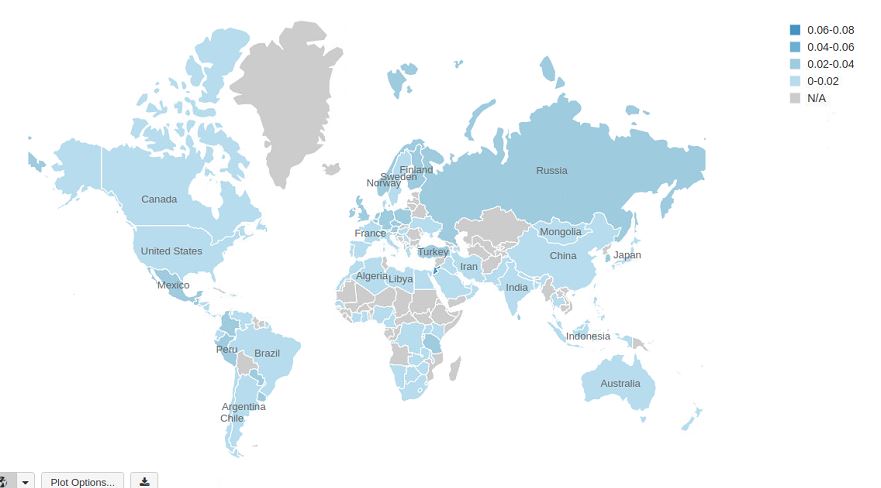 0.06-0.08
0.04-0.06
0.02-0.04
0-0.02
N/A
Finland
Sweden
Norway
Russia
Canada
France
Mongolia
United States
Turkey
China
Japan
Iran
Algeria
Libya
Mexico
India
Indonesia
Peru
Brazil
Australia
Argentina
Chile
Plot Options...